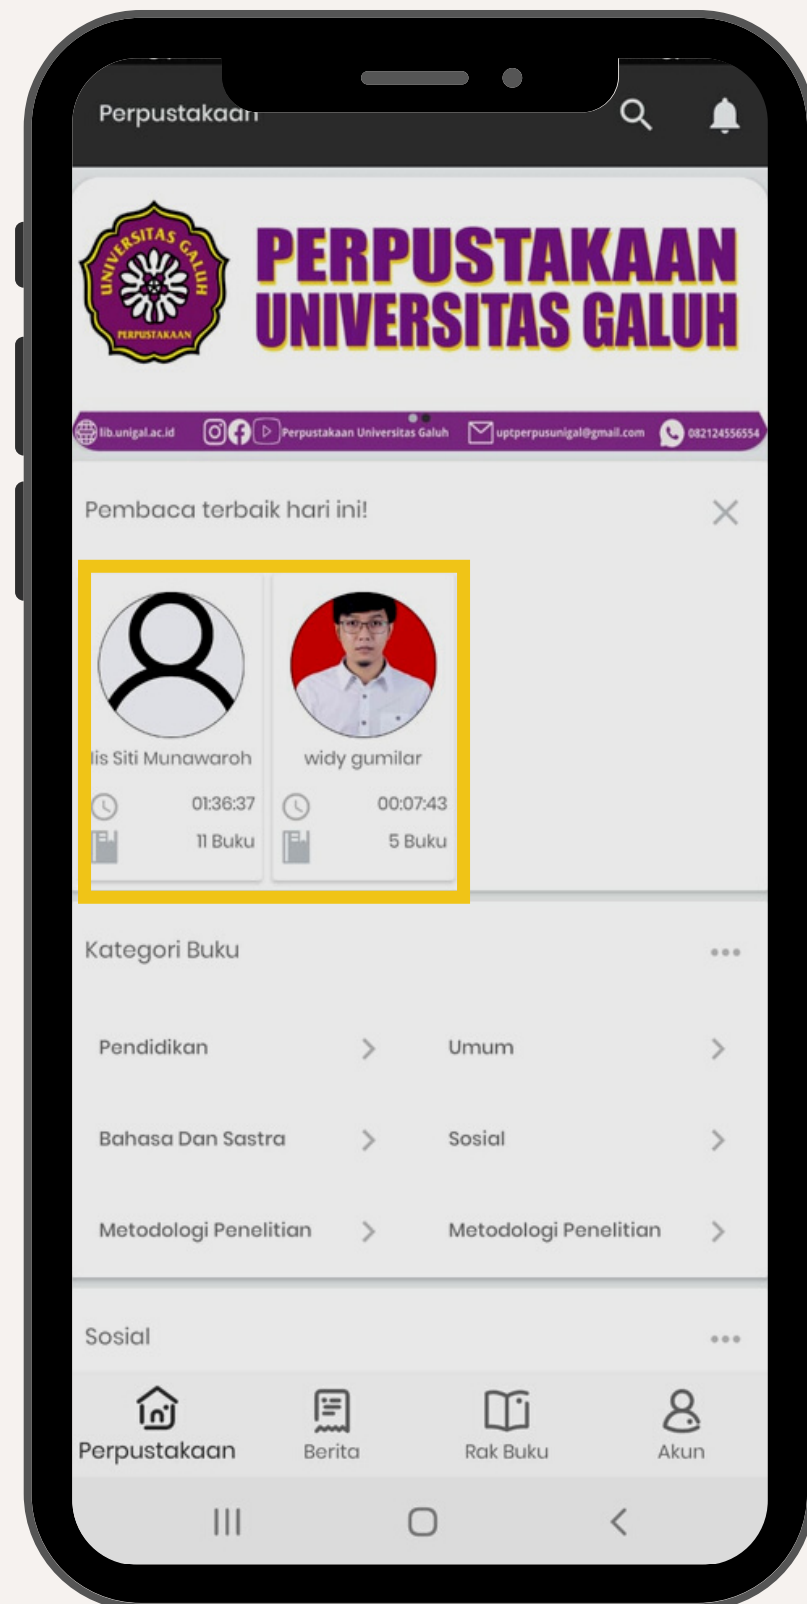 Perpustakaan
UNIVERSITAS GALUH
PERPUSTAKAAN
PERPUSTAKAAN
UNIVERSITAS GALUH
lib.unigal.ac.id Perpustakaan Universitas Galuh uptperpusunigal@gmail.com 082124556554
Pembaca terbaik hari ini!
Siti Munawaroh widy gumilar
01:36:37 00:07:43
11 Buku 5 Buku
Kategori Buku
Pendidikan Umum
Bahasa Dan Sastra Sosial
Metodologi Penelitian Metodologi Penelitian
Sosial
Perpustakaan Berita Rak Buku Akun